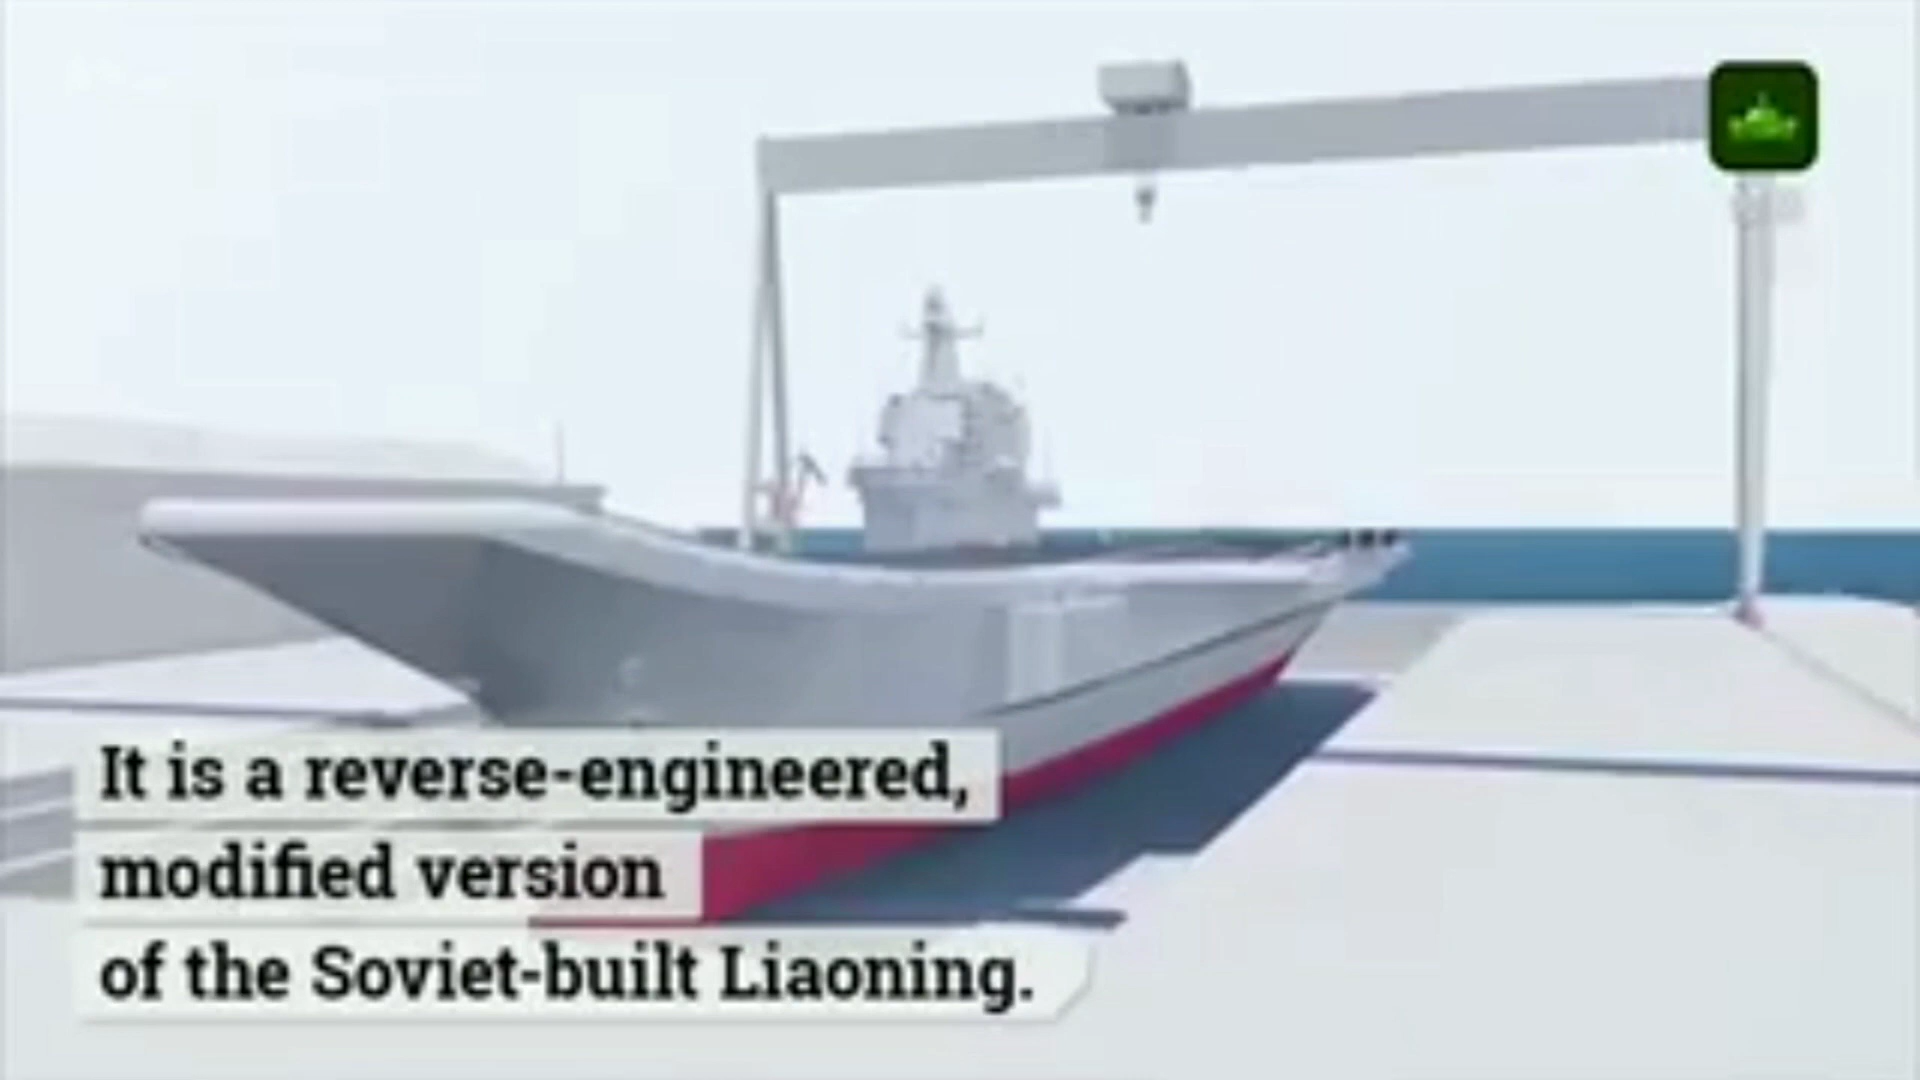 It is a reverse-engineered,
modified version
of the Soviet-built Liaoning.